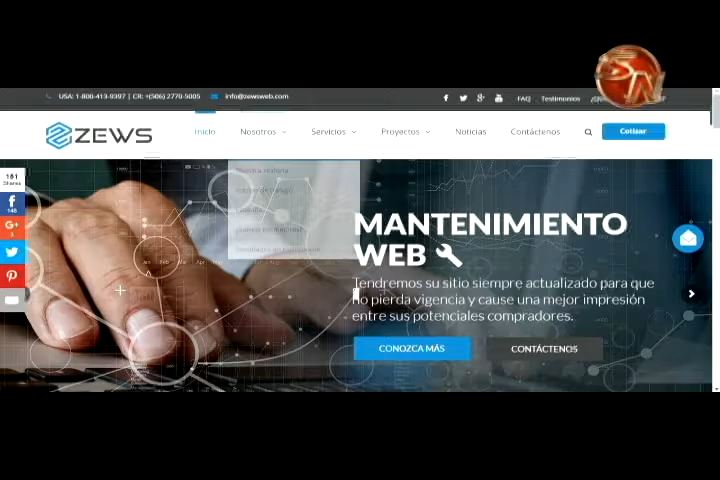 USA: 1-800-413-9397 | CR: +(506) 2770-5005 info@zewsweb.com
FAQ Testimonios
ZEWS
Inicio Nosotros Servicios Proyectos Noticias Contáctenos Cotizar
181
Shares
148
G+
3
MANTENIMIENTO
WEB
Tendremos su sitio siempre actualizado para que
no pierda vigencia y cause una mejor impresión
entre sus potenciales compradores.
CONOZCA MÁS CONTÁCTENOS